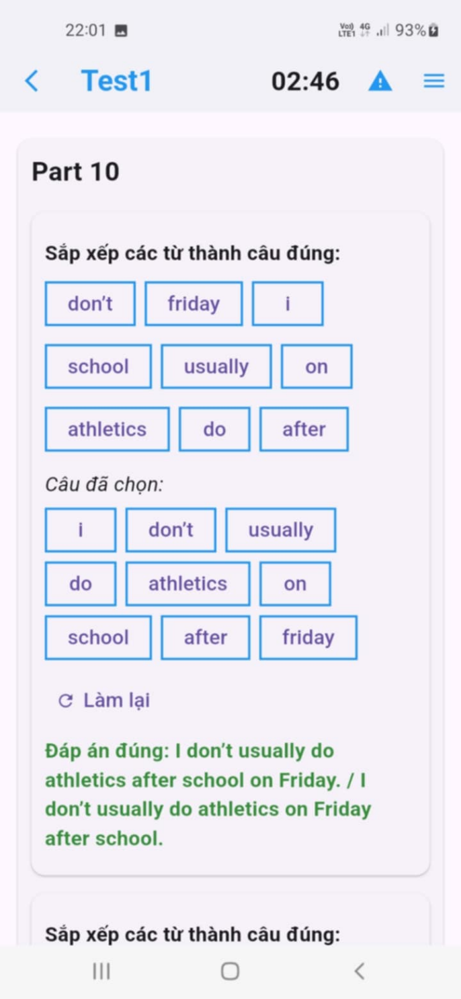 22:01 Vo)) LTE1 4G 93%
Test1 02:46
Part 10
Sắp xếp các từ thành câu đúng:
don't friday i
school usually on
athletics do after
Câu đã chọn:
i don't usually
do athletics on
school after friday
Làm lại
Đáp án đúng: I don't usually do
athletics after school on Friday. / I
don't usually do athletics on Friday
after school.
Sắp xếp các từ thành câu đúng: